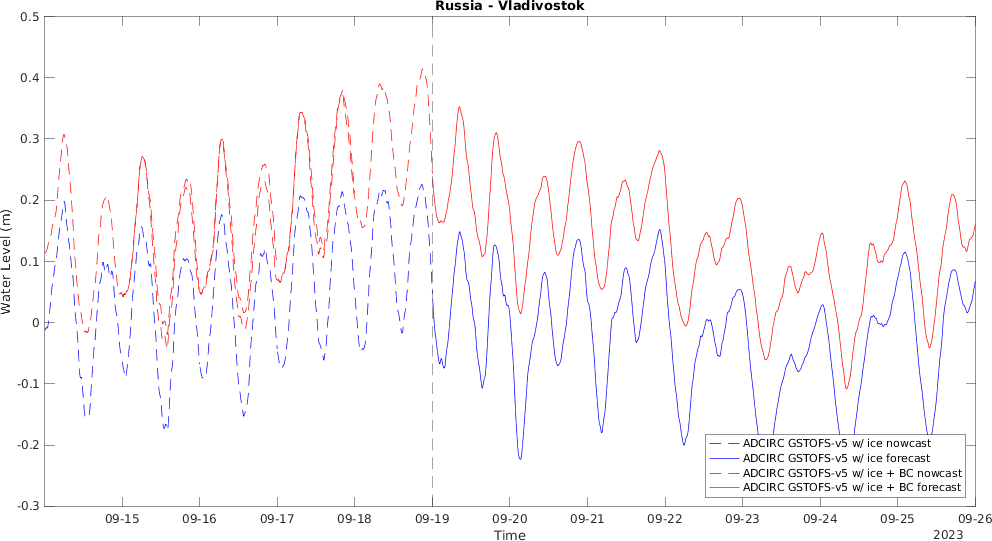 Russia - Vladivostok
0.5
0.4
0.3
0.2
0.1
0
-0.1
-0.2
-0.3
Water Level (m)
ADCIRC GSTOFS-v5 w/ ice nowcast
ADCIRC GSTOFS-v5 w/ ice forecast
ADCIRC GSTOFS-v5 w/ ice + BC nowcast
ADCIRC GSTOFS-v5 w/ ice + BC forecast
09-15 09-16 09-17 09-18 09-19 09-20 09-21 09-22 09-23 09-24 09-25 09-26
Time
2023